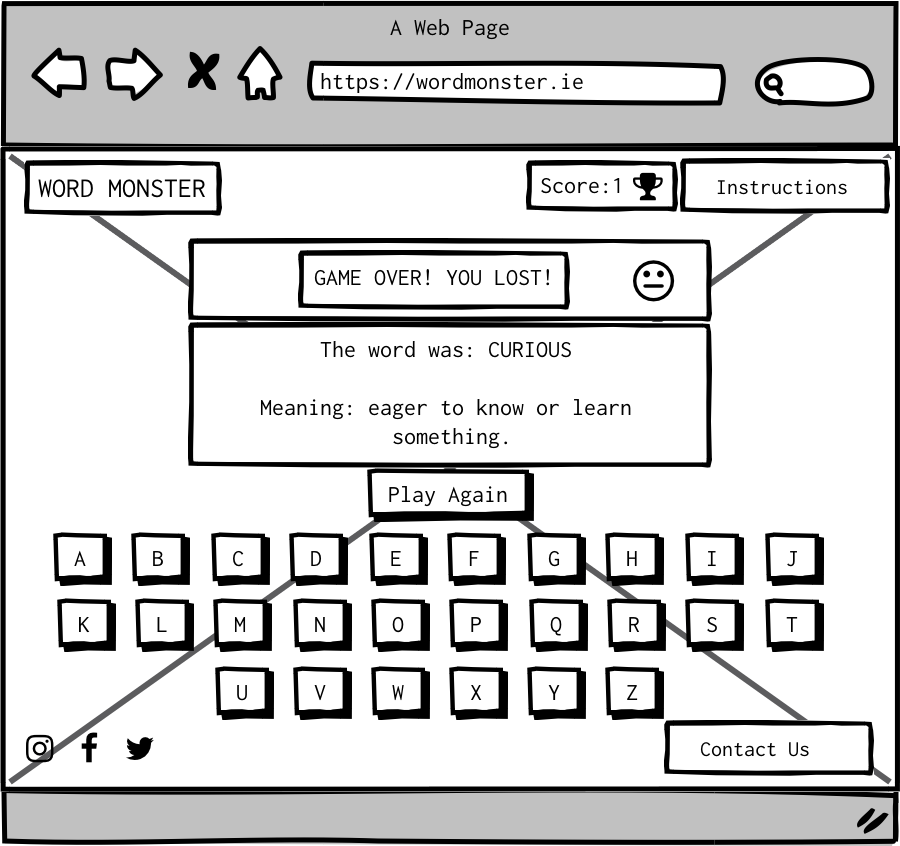 A Web Page
https://wordmonster.ie
WORD MONSTER
Score:1
Instructions
GAME OVER! YOU LOST!
The word was: CURIOUS
Meaning: eager to know or learn
something.
Play Again
A B C D E F G H I J
K L M N O P Q R S T
U V W X Y Z
Contact Us